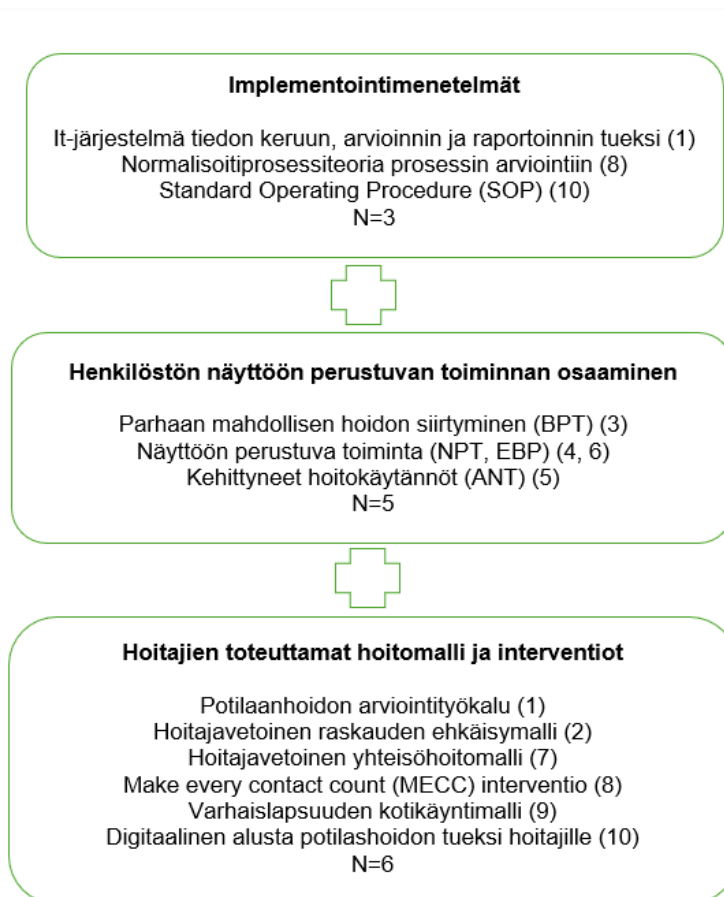 Implementointimenetelmät
It-järjestelmä tiedon keruun, arvioinnin ja raportoinnin tueksi (1)
Normalisoitiprosessiteoria prosessin arviointiin (8)
Standard Operating Procedure (SOP) (10)
N=3
Henkilöstön näyttöön perustuvan toiminnan osaaminen
Parhaan mahdollisen hoidon siirtyminen (BPT) (3)
Näyttöön perustuva toiminta (NPT, EBP) (4, 6)
Kehittyneet hoitokäytännöt (ANT) (5)
N=5
Hoitajien toteuttamat hoitomalli ja interventiot
Potilaanhoidon arviointityökalu (1)
Hoitajavetoinen raskauden ehkäisymalli (2)
Hoitajavetoinen yhteisöhoitomalli (7)
Make every contact count (MECC) interventio (8)
Varhaislapsuuden kotikäyntimalli (9)
Digitaalinen alusta potilashoidon tueksi hoitajille (10)
N=6